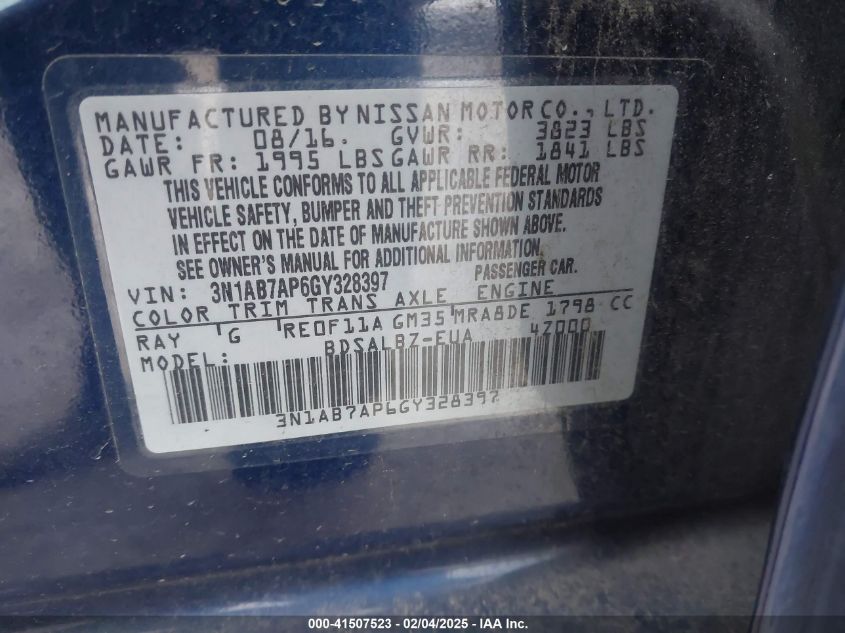 MANUFACTURED BY NISSAN MOTOR CO., LTD.
DATE: 08/16. GVWR: 3823 LBS
GAWR FR: 1995 LBS GAWR RR: 1841 LBS
THIS VEHICLE CONFORMS TO ALL APPLICABLE FEDERAL MOTOR
VEHICLE SAFETY, BUMPER AND THEFT PREVENTION STANDARDS
IN EFFECT ON THE DATE OF MANUFACTURE SHOWN ABOVE.
SEE OWNER'S MANUAL FOR ADDITIONAL INFORMATION.
VIN: 3N1AB7AP6GY328397 PASSENGER CAR.
COLOR TRIM TRANS AXLE ENGINE
RAY G RE0F11A GM35 MRA8DE 1798 CC
MODEL: BDSALBZ-EUA 4Z000
3N1AB7AP6GY328397
000-41507523 - 02/04/2025 - COPART, Inc.